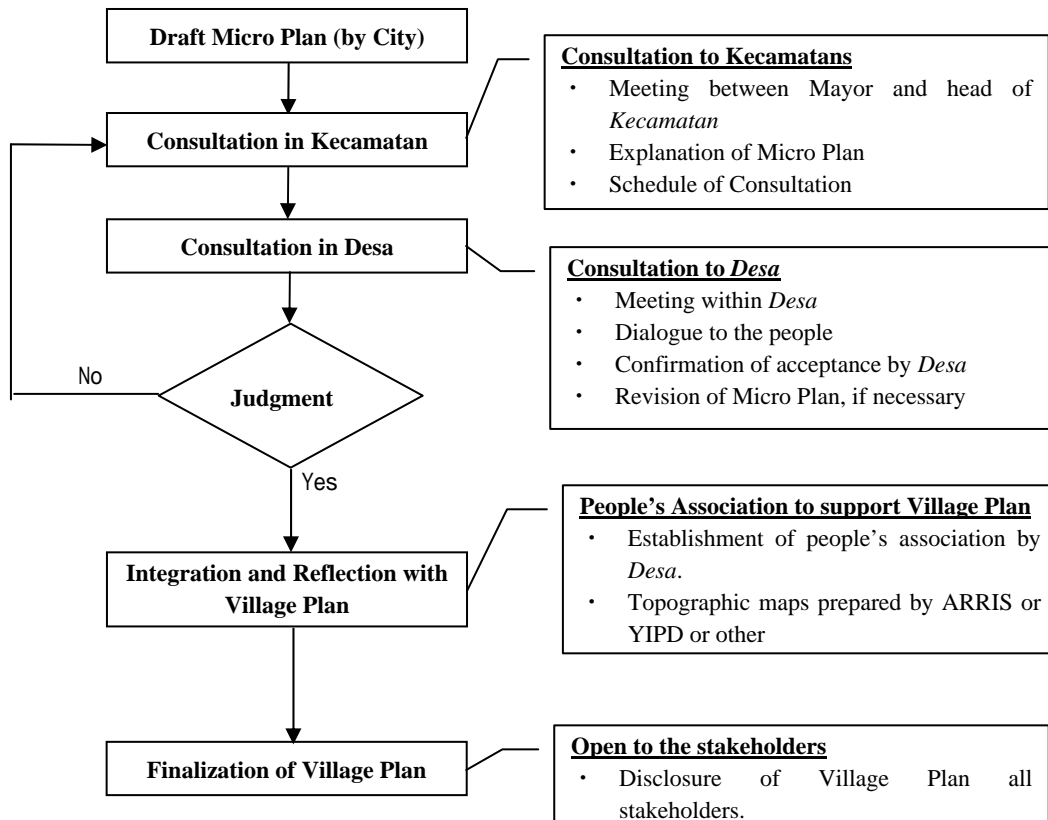 Draft Micro Plan (by City)
Consultation to Kecamatans
・ Meeting between Mayor and head of
Kecamatan
・ Explanation of Micro Plan
・ Schedule of Consultation
Consultation in Kecamatan
Consultation in Desa
Consultation to Desa
・ Meeting within Desa
・ Dialogue to the people
・ Confirmation of acceptance by Desa
・ Revision of Micro Plan, if necessary
No
Judgment
Yes
People’s Association to support Village Plan
・ Establishment of people’s association by
Desa.
・ Topographic maps prepared by ARRIS or
YIPD or other
Integration and Reflection with
Village Plan
Open to the stakeholders
・ Disclosure of Village Plan all
stakeholders.
Finalization of Village Plan